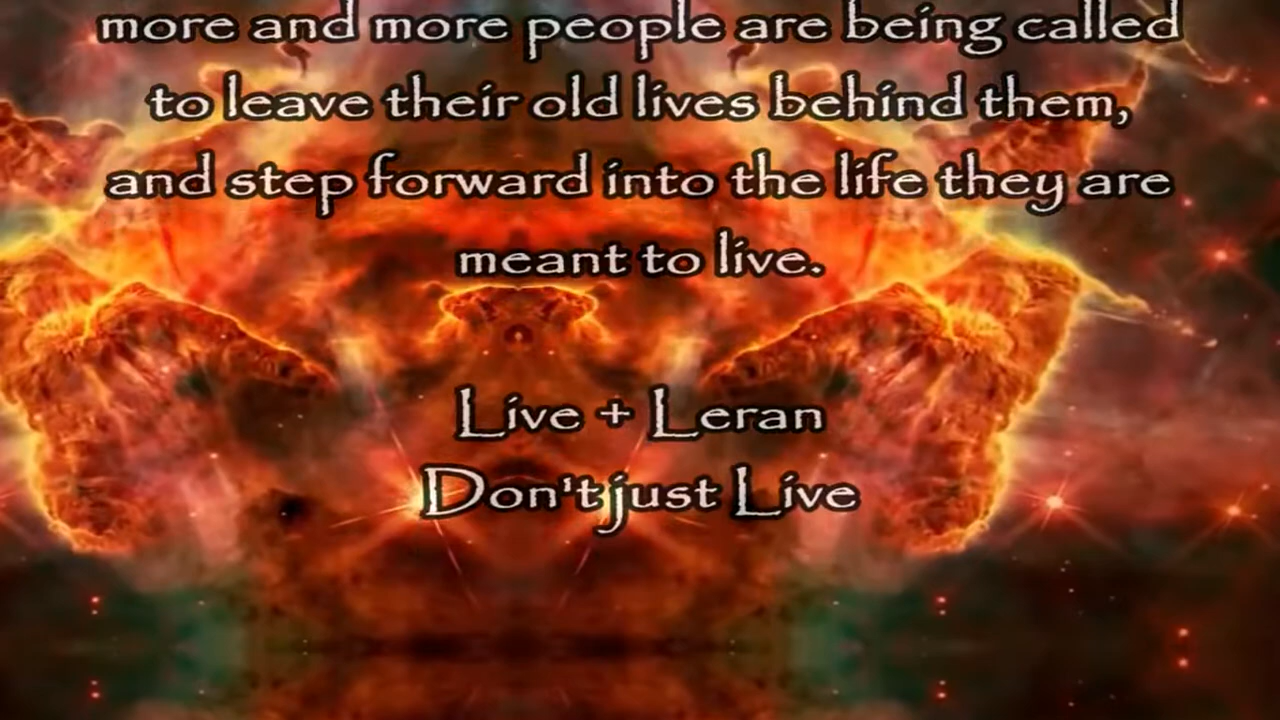 more and more people are being called
to leave their old lives behind them,
and step forward into the life they are
meant to live.
Live + Leran
Don't just Live